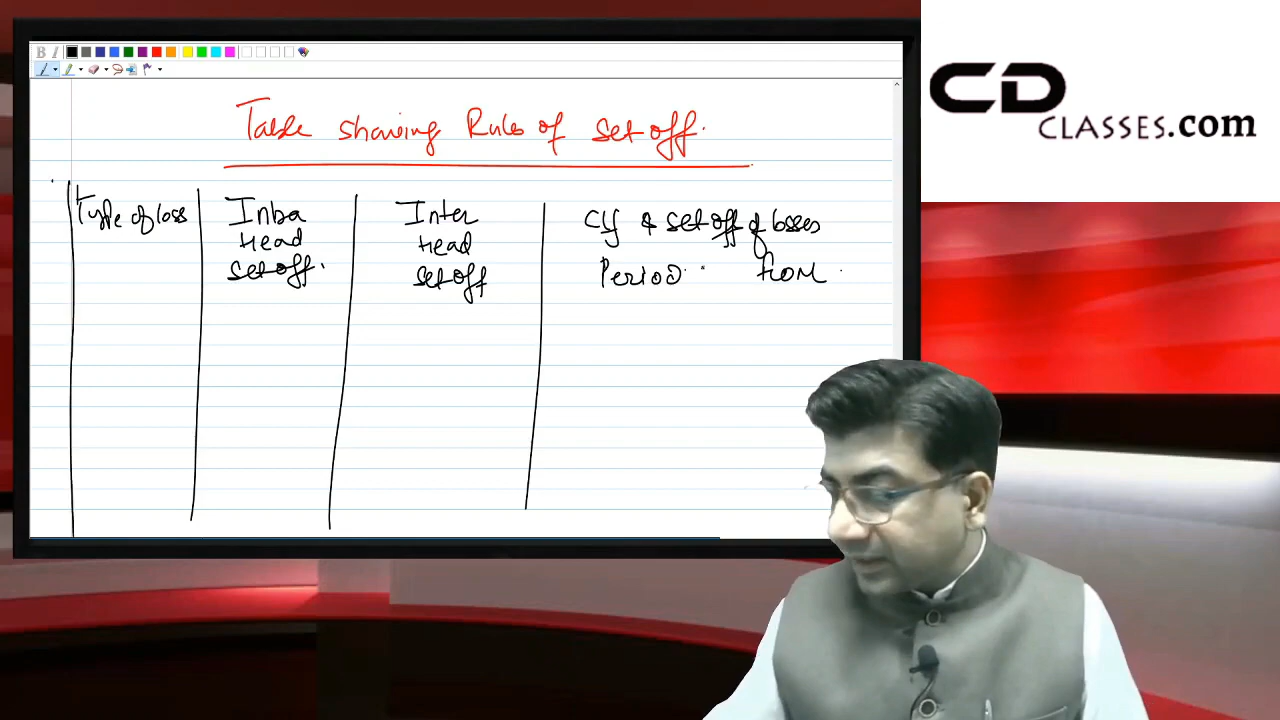 CD
CLASSES.com
Table showing Rules of set off.
Type of loss
Intra
Head
set off.
Inter
Head
set off
C/f & set off of losses
Period. from